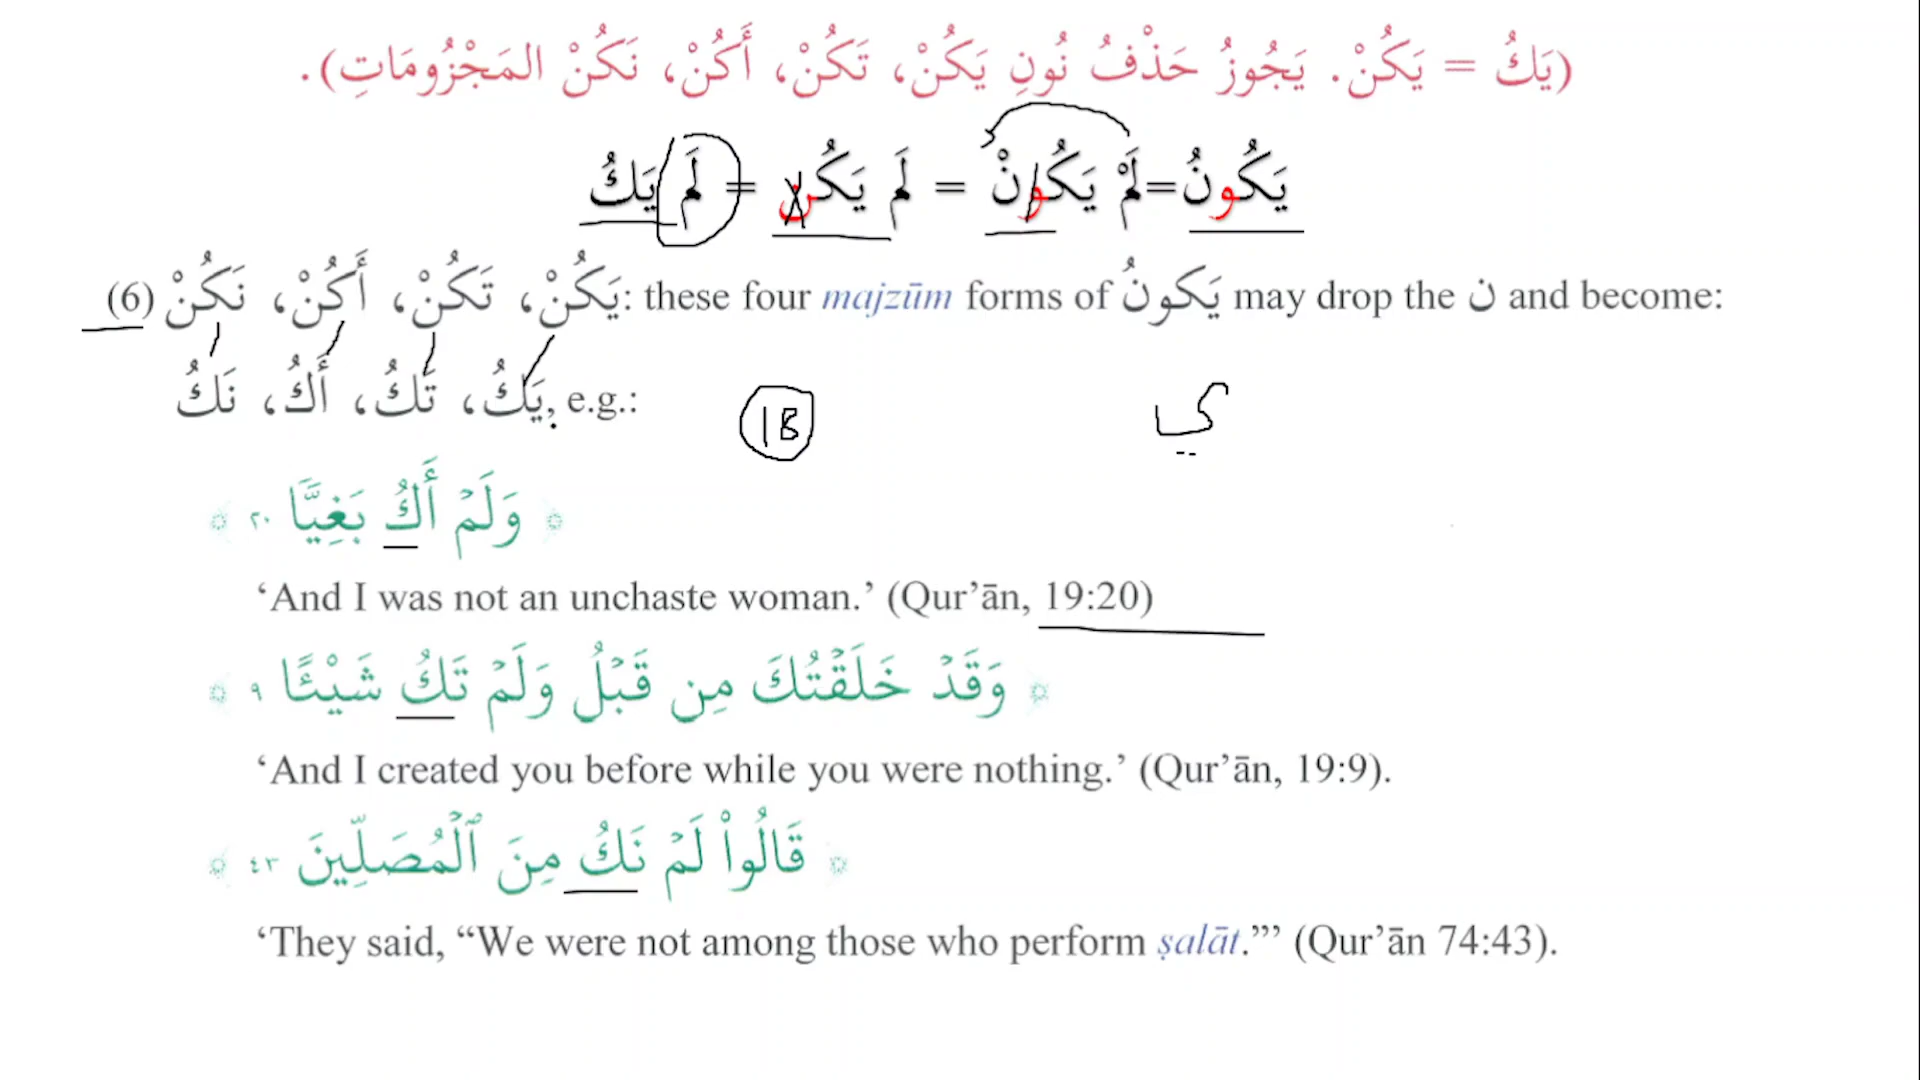 (يَكُ = يَكُنْ. يَجُوزُ حَذْفُ نُونِ يَكُنْ، تَكُنْ، أَكُنْ، نَكُنْ المَجْزُومَاتِ).
يَكُونُ=لَمْ يَكُونْ = لَم يَكُن = لَم يَكُ
(6) يَكُنْ، تَكُنْ، أَكُنْ، نَكُنْ: these four majzūm forms of يَكونُ may drop the ن and become:
يَكُ، تَكُ، أَكُ، نَكُ, e.g.:
18
وَلَمۡ أَكُ بَغِيّٗا ٢٠
‘And I was not an unchaste woman.’ (Qur’ān, 19:20)
وَقَدۡ خَلَقۡتُكَ مِن قَبۡلُ وَلَمۡ تَكُ شَيۡـٔٗا ٩
‘And I created you before while you were nothing.’ (Qur’ān, 19:9).
قَالُواْ لَمۡ نَكُ مِنَ ٱلۡمُصَلِّينَ ٤٣
‘They said, “We were not among those who perform ṣalāt.”’ (Qur’ān 74:43).